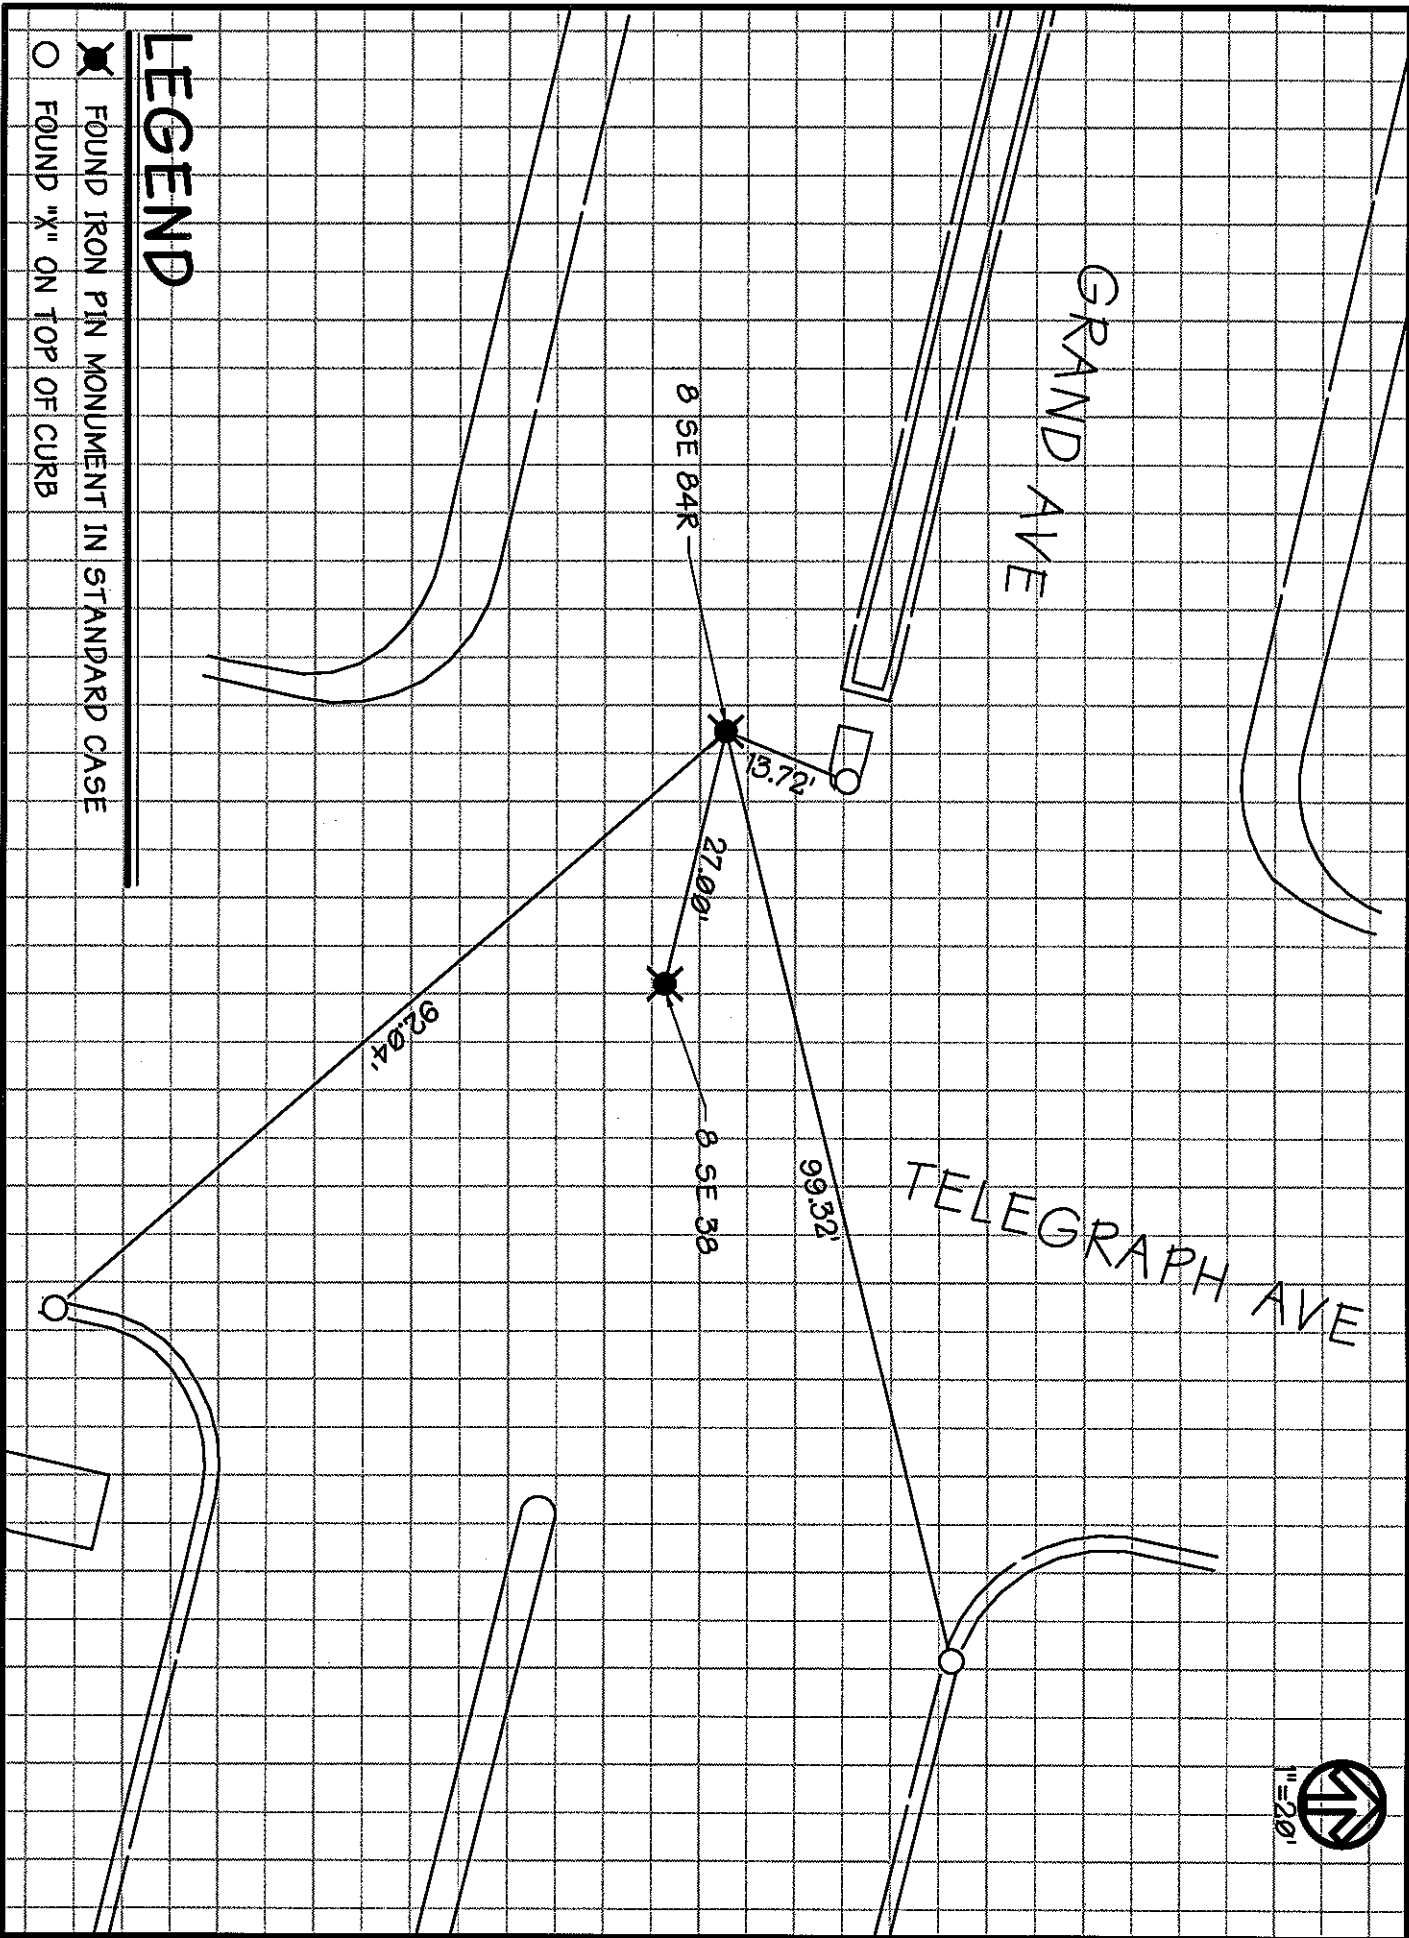 GRAND AVE
8 SE 84R
13.72'
27.00'
99.32'
92.04'
8 SE 38
TELEGRAPH AVE
1"=20'
LEGEND
FOUND IRON PIN MONUMENT IN STANDARD CASE
FOUND "X" ON TOP OF CURB